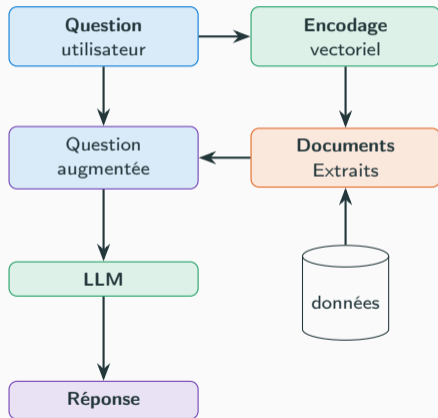 Question
utilisateur
Encodage
vectoriel
Question
augmentée
Documents
Extraits
LLM
données
Réponse